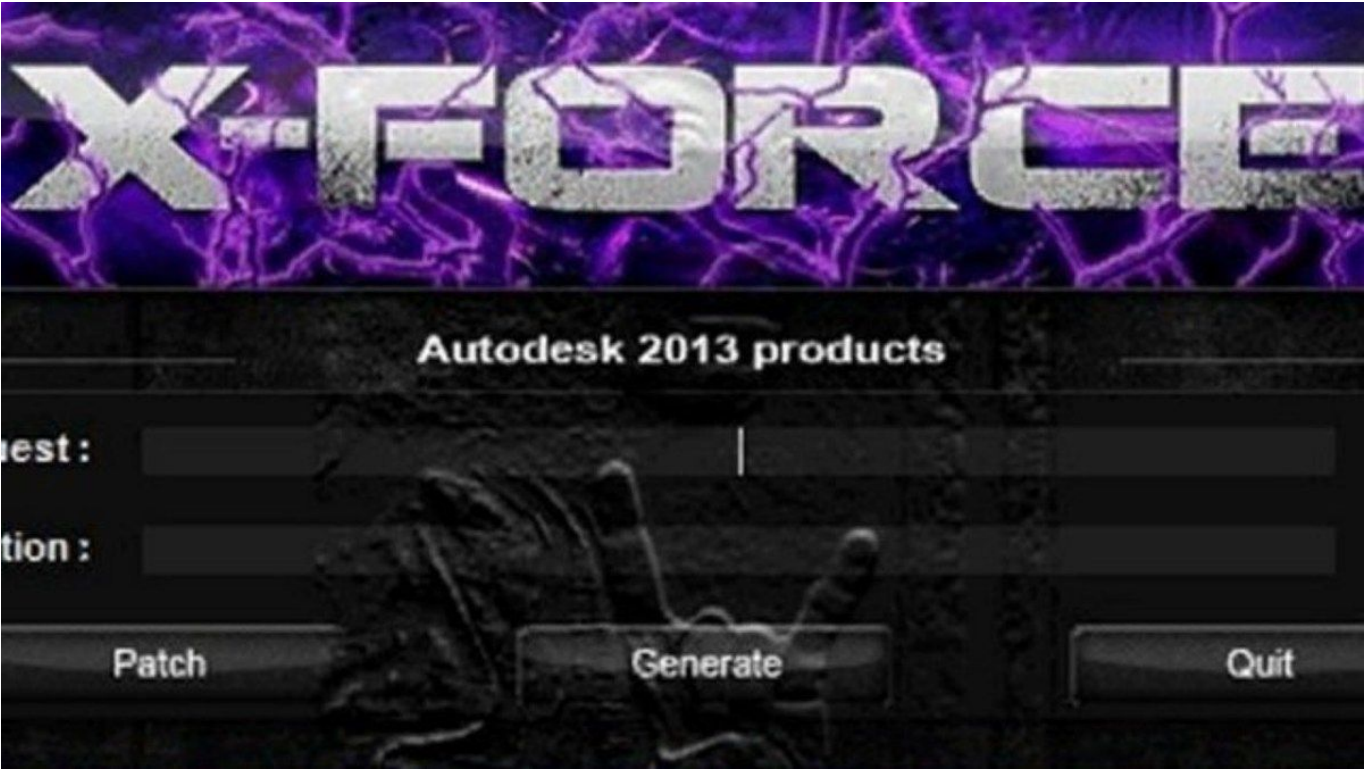 X-FORCE
Autodesk 2013 products
uest :
tion :
Patch
Generate
Quit